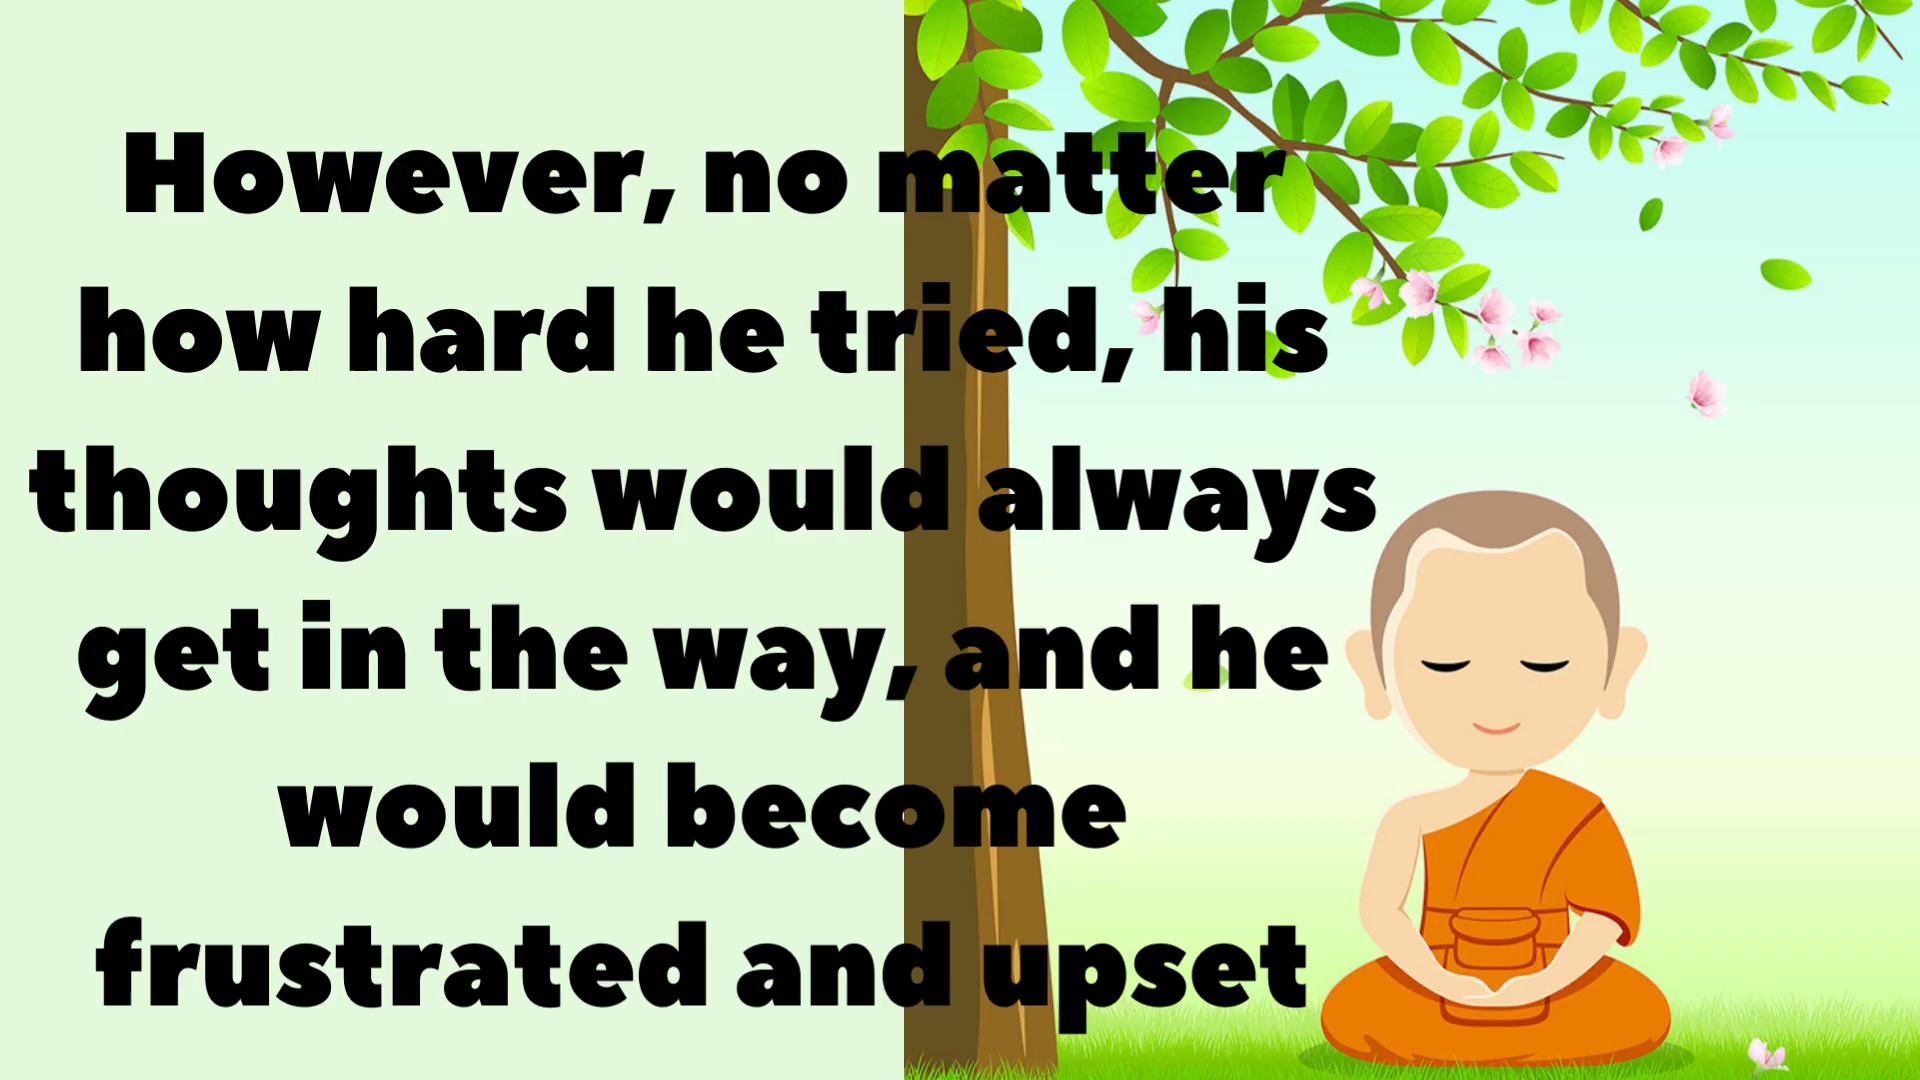 However, no matter
how hard he tried, his
thoughts would always
get in the way, and he
would become
frustrated and upset